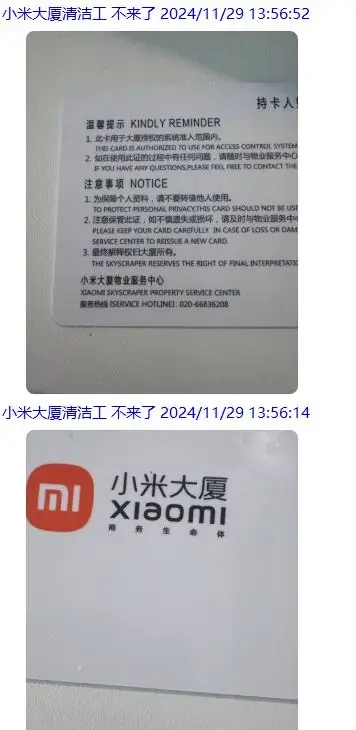 小米大厦清洁工 不来了 2024/11/29 13:56:52
持卡人
温馨提示 KINDLY REMINDER
1. 此卡用于大厦授权的系统准入范围内。
THIS CARD IS AUTHORIZED TO USE FOR ACCESS CONTROL SYSTEM
2. 如在使用此证的过程中有任何问题，请随时与物业服务中心
IF YOU HAVE ANY QUESTIONS,PLEASE FEEL FREE TO CONTACT THE
注意事项 NOTICE
1. 为保障个人资料，请不要转借他人使用。
TO PROTECT PERSONAL PRIVACY,THIS CARD SHOULD NOT BE USE
2. 注意保管此证，如不慎遗失或损坏，请及时与物业服务中
PLEASE KEEP YOUR CARD CAREFULLY. IN CASE OF LOSS OR DAM
SERVICE CENTER TO REISSUE A NEW CARD.
3. 最终解释权归大厦所有。
THE SKYSCRAPER RESERVES THE RIGHT OF FINAL INTERPRETATIO
小米大厦物业服务中心
XIAOMI SKYSCRAPER PROPERTY SERVICE CENTER
服务热线 (SERVICE HOTLINE): 020-66836208
小米大厦清洁工 不来了 2024/11/29 13:56:14
mi
小米大厦
xiaomi
商务生命体